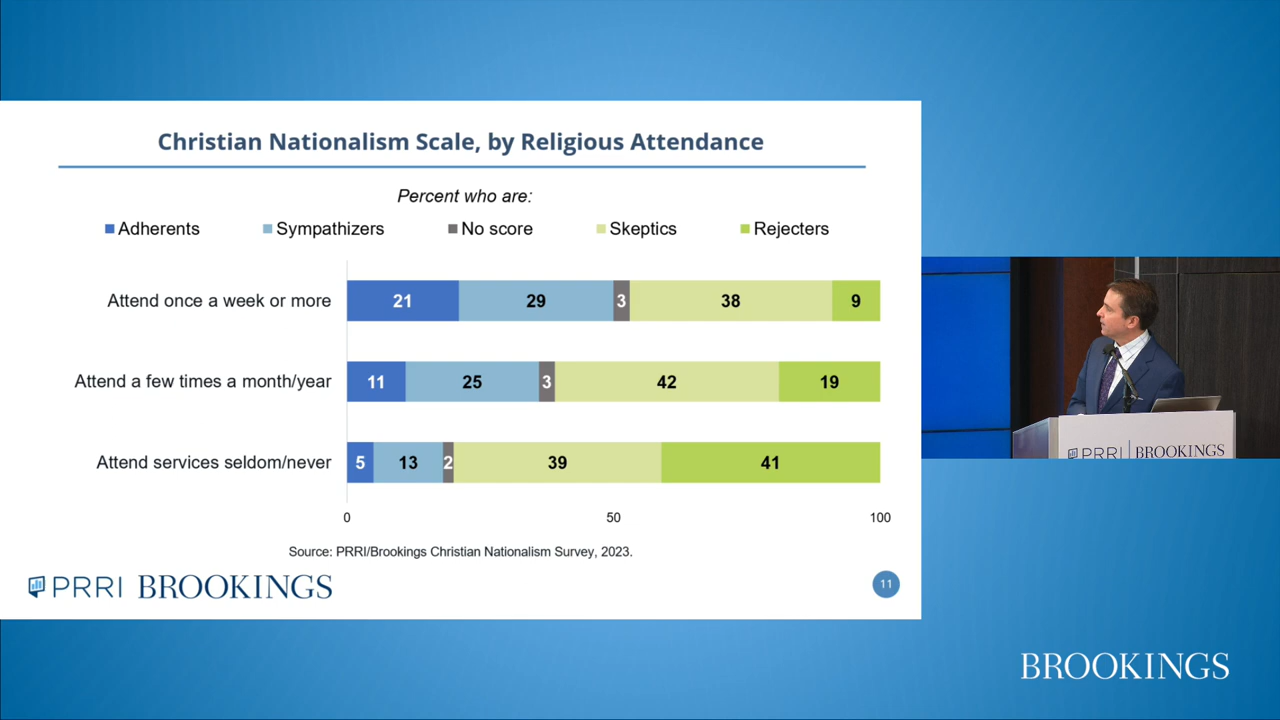 Christian Nationalism Scale, by Religious Attendance
Percent who are:
Adherents Sympathizers No score Skeptics Rejecters
Attend once a week or more 21 29 3 38 9
Attend a few times a month/year 11 25 3 42 19
Attend services seldom/never 5 13 2 39 41
0 50 100
Source: PRRI/Brookings Christian Nationalism Survey, 2023.
PRRI BROOKINGS
11
PRRI BROOKINGS
BROOKINGS